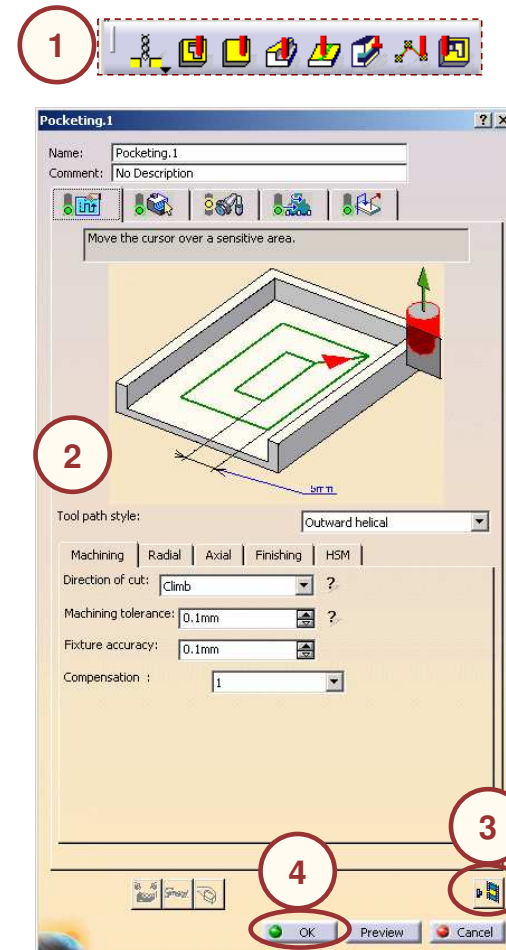 1
Pocketing.1
Name: Pocketing.1
Comment: No Description
Move the cursor over a sensitive area.
2
5mm
Tool path style: Outward helical
Machining Radial Axial Finishing HSM
Direction of cut: Climb ?
Machining tolerance: 0.1mm ?
Fixture accuracy: 0.1mm
Compensation : 1
3
4
OK Preview Cancel